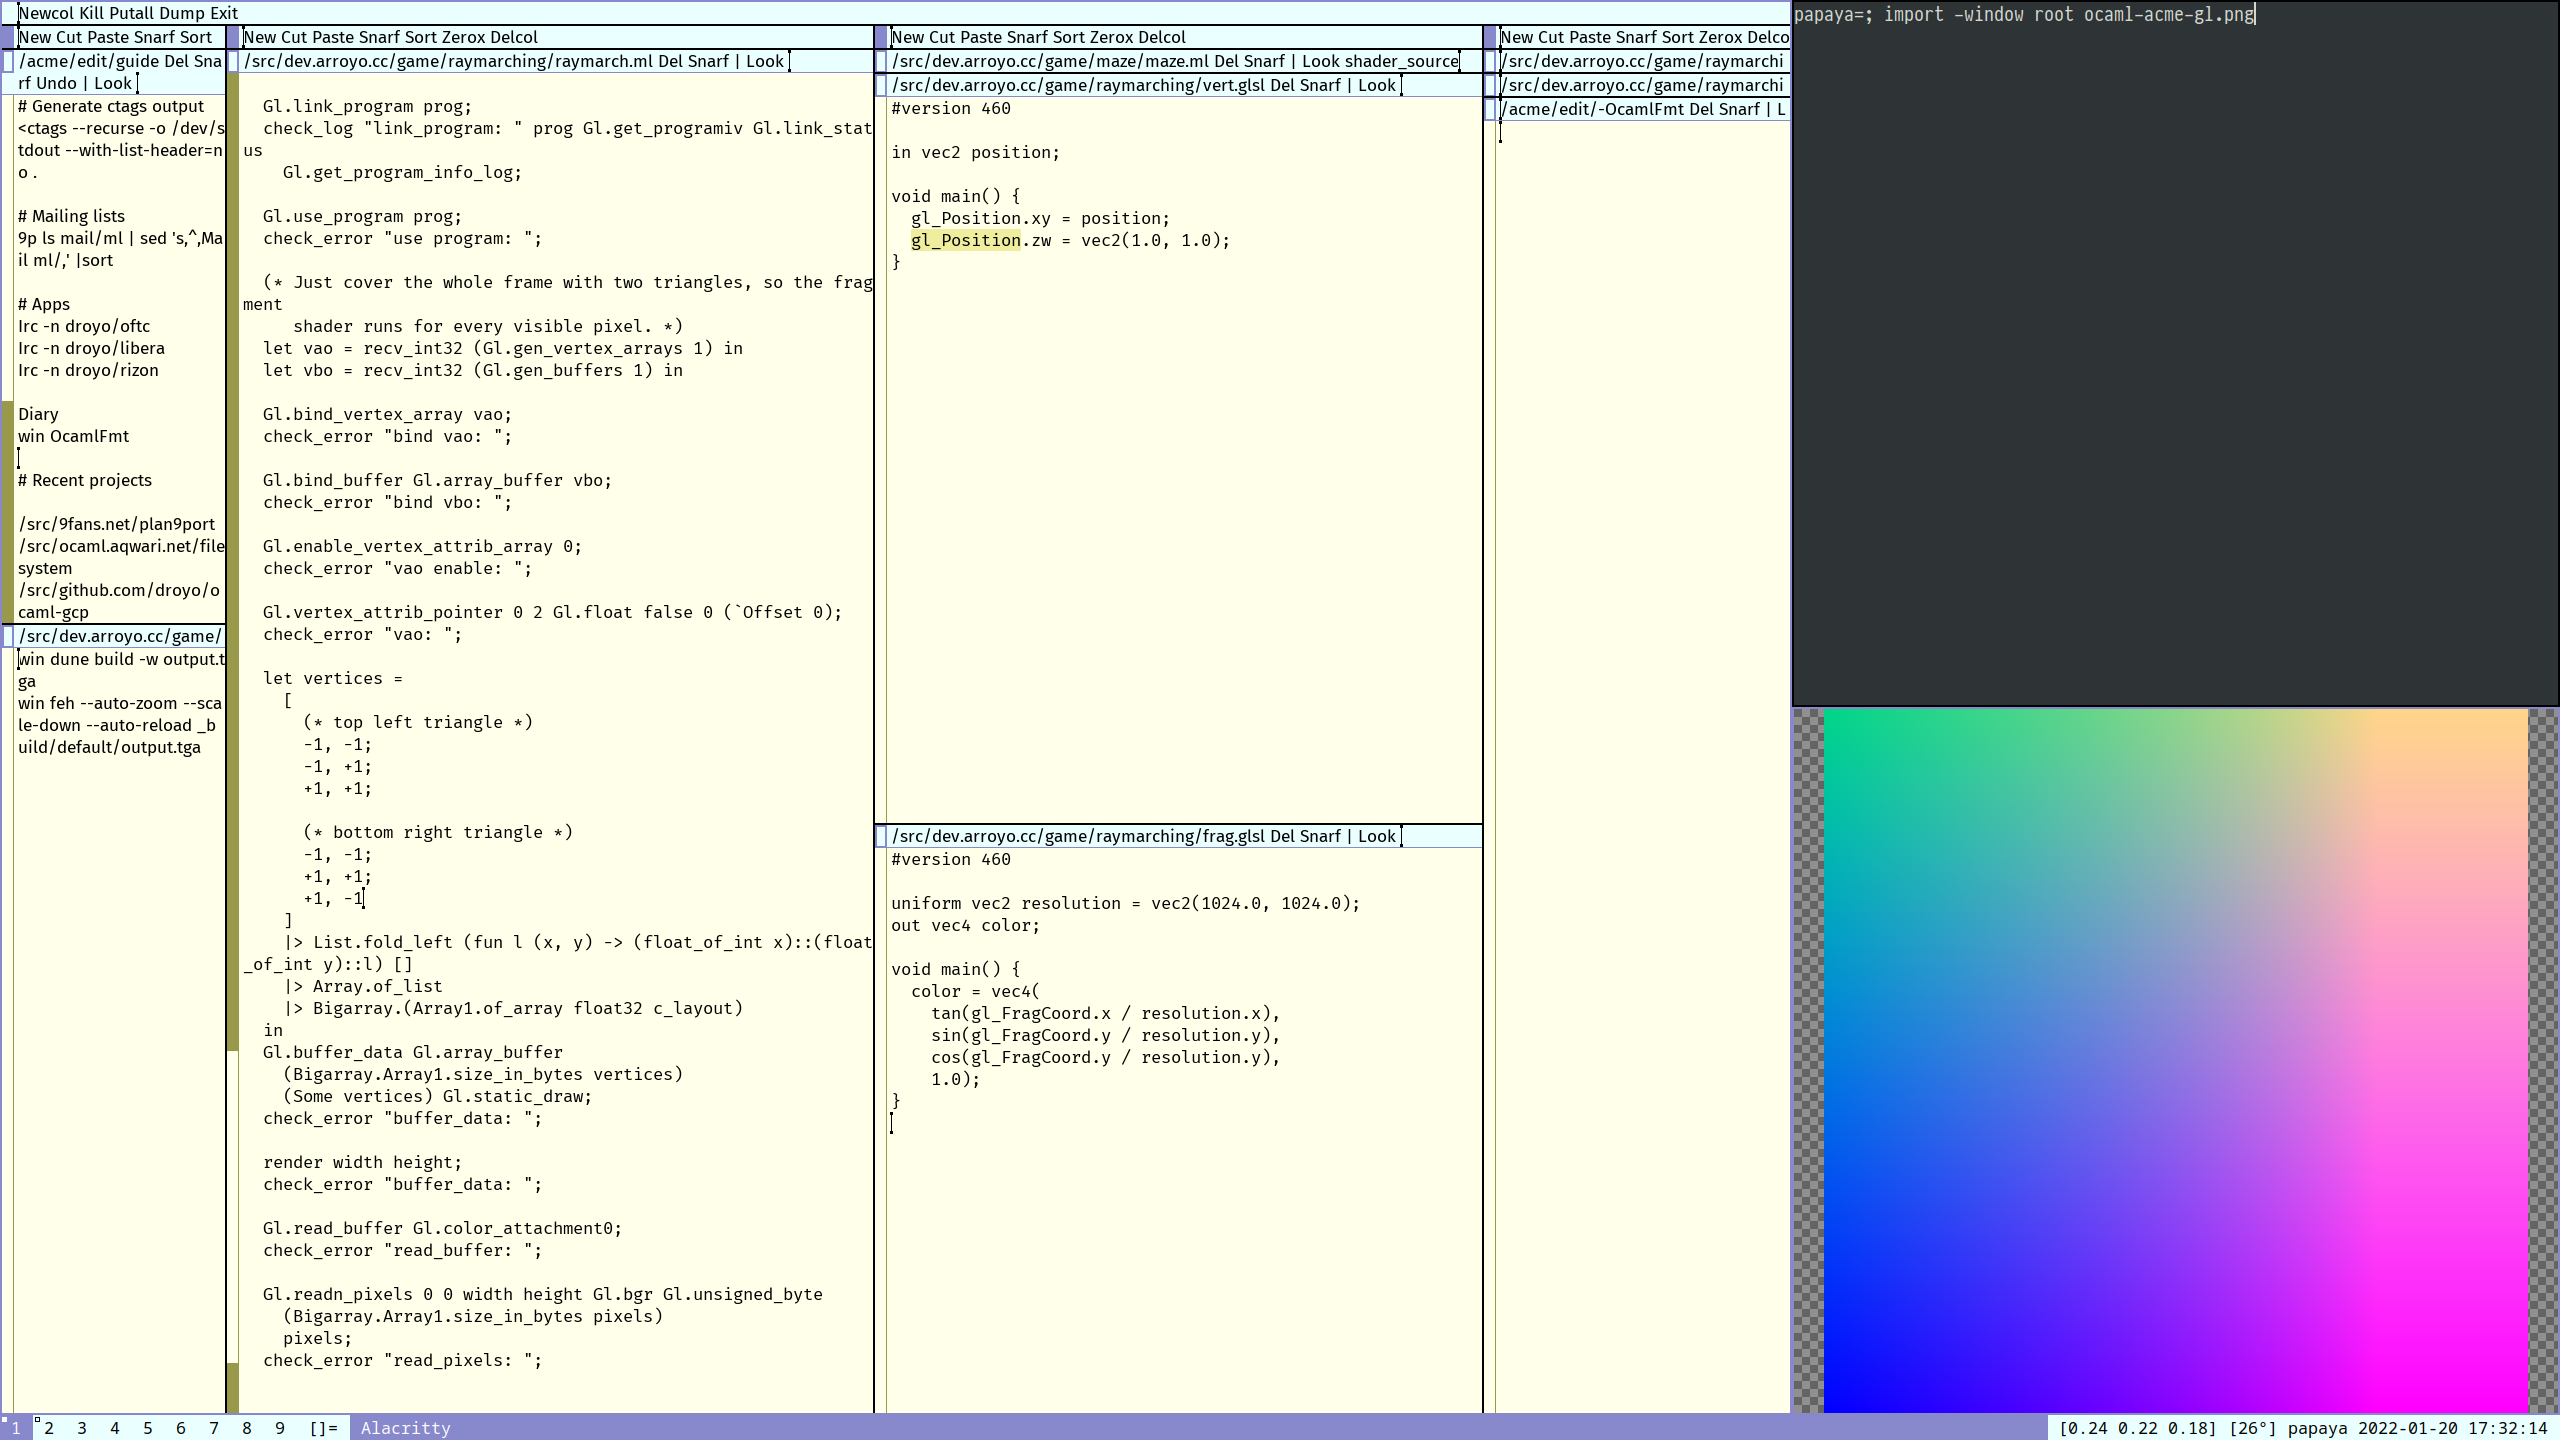 Newcol Kill Putall Dump Exit
New Cut Paste Snarf Sort
/acme/edit/guide Del Sna
rf Undo | Look
# Generate ctags output
<ctags --recurse -o /dev/s
tdout --with-list-header=n
o .
# Mailing lists
9p ls mail/ml | sed 's,^,Ma
il ml/,' |sort
# Apps
Irc -n droyo/oftc
Irc -n droyo/libera
Irc -n droyo/rizon
Diary
win OcamlFmt
# Recent projects
/src/9fans.net/plan9port
/src/ocaml.aqwari.net/file
system
/src/github.com/droyo/o
caml-gcp
/src/dev.arroyo.cc/game/
win dune build -w output.t
ga
win feh --auto-zoom --sca
le-down --auto-reload _b
uild/default/output.tga
New Cut Paste Snarf Sort Zerox Delcol
/src/dev.arroyo.cc/game/raymarching/raymarch.ml Del Snarf | Look
Gl.link_program prog;
check_log "link_program: " prog Gl.get_programiv Gl.link_stat
us
Gl.get_program_info_log;
Gl.use_program prog;
check_error "use program: ";
(* Just cover the whole frame with two triangles, so the frag
ment
shader runs for every visible pixel. *)
let vao = recv_int32 (Gl.gen_vertex_arrays 1) in
let vbo = recv_int32 (Gl.gen_buffers 1) in
Gl.bind_vertex_array vao;
check_error "bind vao: ";
Gl.bind_buffer Gl.array_buffer vbo;
check_error "bind vbo: ";
Gl.enable_vertex_attrib_array 0;
check_error "vao enable: ";
Gl.vertex_attrib_pointer 0 2 Gl.float false 0 (`Offset 0);
check_error "vao: ";
let vertices =
[
(* top left triangle *)
-1, -1;
-1, +1;
+1, +1;
(* bottom right triangle *)
-1, -1;
+1, +1;
+1, -1
]
|> List.fold_left (fun l (x, y) -> (float_of_int x)::(float
_of_int y)::l) []
|> Array.of_list
|> Bigarray.(Array1.of_array float32 c_layout)
in
Gl.buffer_data Gl.array_buffer
(Bigarray.Array1.size_in_bytes vertices)
(Some vertices) Gl.static_draw;
check_error "buffer_data: ";
render width height;
check_error "buffer_data: ";
Gl.read_buffer Gl.color_attachment0;
check_error "read_buffer: ";
Gl.readn_pixels 0 0 width height Gl.bgr Gl.unsigned_byte
(Bigarray.Array1.size_in_bytes pixels)
pixels;
check_error "read_pixels: ";
New Cut Paste Snarf Sort Zerox Delcol
/src/dev.arroyo.cc/game/maze/maze.ml Del Snarf | Look shader_source
/src/dev.arroyo.cc/game/raymarching/vert.glsl Del Snarf | Look
#version 460
in vec2 position;
void main() {
gl_Position.xy = position;
gl_Position.zw = vec2(1.0, 1.0);
}
/src/dev.arroyo.cc/game/raymarching/frag.glsl Del Snarf | Look
#version 460
uniform vec2 resolution = vec2(1024.0, 1024.0);
out vec4 color;
void main() {
color = vec4(
tan(gl_FragCoord.x / resolution.x),
sin(gl_FragCoord.y / resolution.y),
cos(gl_FragCoord.y / resolution.y),
1.0);
}
New Cut Paste Snarf Sort Zerox Delco
/src/dev.arroyo.cc/game/raymarchi
/src/dev.arroyo.cc/game/raymarchi
/acme/edit/-OcamlFmt Del Snarf | L
papaya=; import -window root ocaml-acme-gl.png
1 2 3 4 5 6 7 8 9 []= Alacritty
[0.24 0.22 0.18] [26°] papaya 2022-01-20 17:32:14